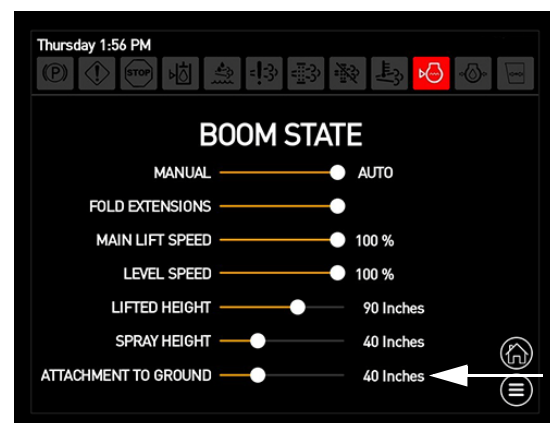 Thursday 1:56 PM
(P) STOP
BOOM STATE
MANUAL AUTO
FOLD EXTENSIONS
MAIN LIFT SPEED 100 %
LEVEL SPEED 100 %
LIFTED HEIGHT 90 Inches
SPRAY HEIGHT 40 Inches
ATTACHMENT TO GROUND 40 Inches